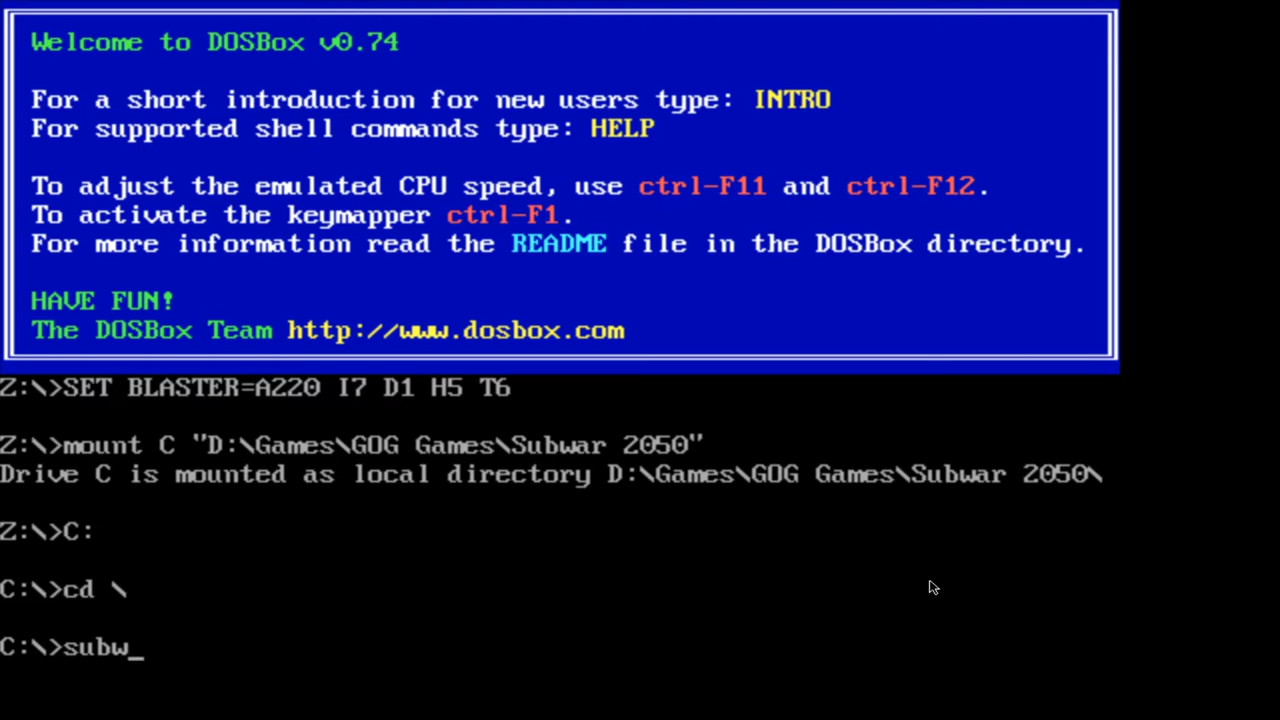 Welcome to DOSBox v0.74
For a short introduction for new users type: INTRO
For supported shell commands type: HELP
To adjust the emulated CPU speed, use ctrl-F11 and ctrl-F12.
To activate the keymapper ctrl-F1.
For more information read the README file in the DOSBox directory.
HAVE FUN!
The DOSBox Team http://www.dosbox.com
Z:\>SET BLASTER=A220 I7 D1 H5 T6
Z:\>mount C "D:\Games\GOG Games\Subwar 2050"
Drive C is mounted as local directory D:\Games\GOG Games\Subwar 2050\
Z:\>C:
C:\>cd \
C:\>subw_